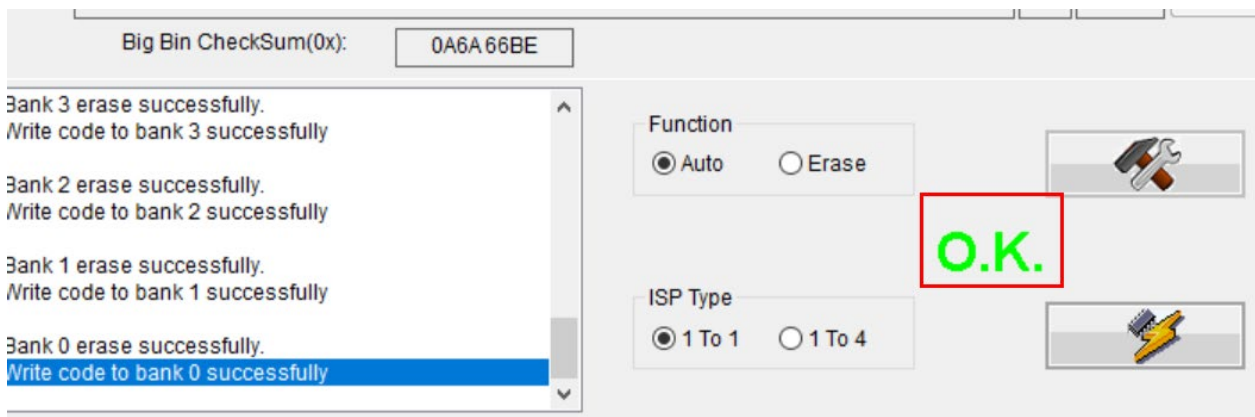 Big Bin CheckSum(0x): 0A6A66BE
Bank 3 erase successfully.
Write code to bank 3 successfully
Bank 2 erase successfully.
Write code to bank 2 successfully
Bank 1 erase successfully.
Write code to bank 1 successfully
Bank 0 erase successfully.
Write code to bank 0 successfully
Function
Auto Erase
O.K.
ISP Type
1 To 1 1 To 4